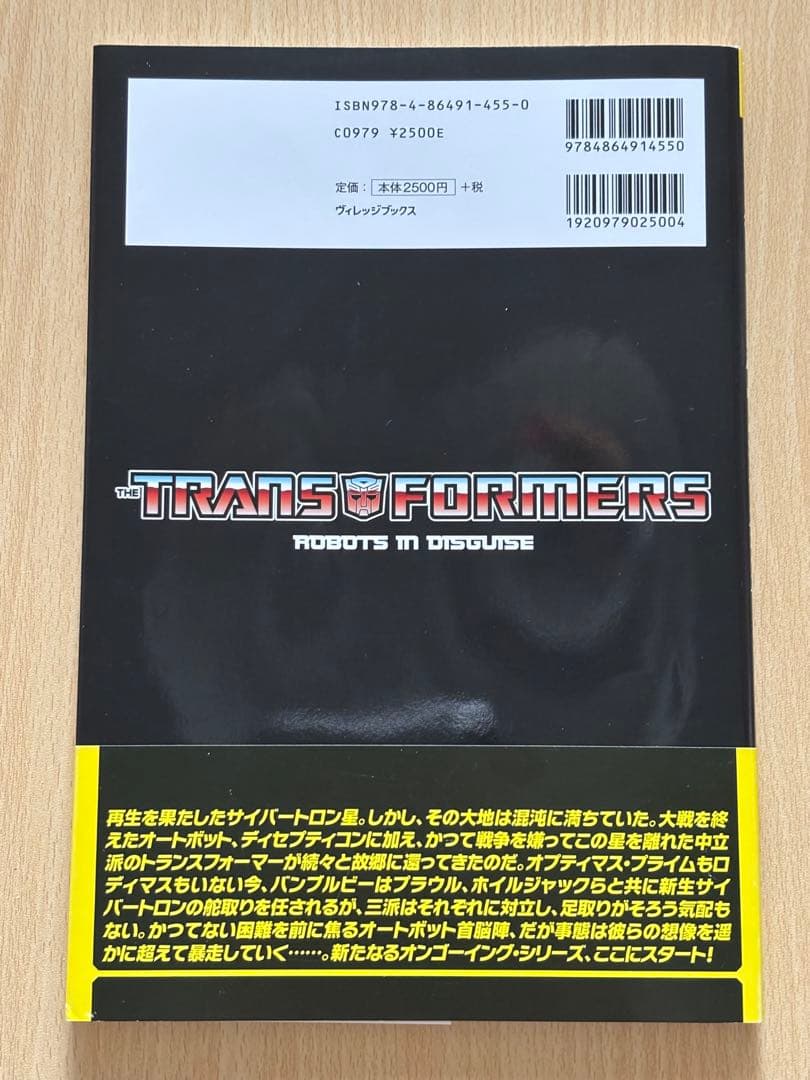 ISBN978-4-86491-455-0
C0979 ¥2500E
9784864914550
定価：本体2500円＋税
ヴィレッジブックス
1920979025004
THE TRANSFORMERS
ROBOTS IN DISGUISE
再生を果たしたサイバートロン星。しかし、その大地は混沌に満ちていた。大戦を終
えたオートボット、ディセプティコンに加え、かつて戦争を嫌ってこの星を離れた中立
派のトランスフォーマーが続々と故郷に還ってきたのだ。オプティマス・プライムもロ
ディマスもいない今、バンブルビーはプラウル、ホイルジャックらと共に新生サイ
バートロンの舵取りを任されるが、三派はそれぞれに対立し、足取りがそろう気配も
ない。かつてない困難を前に焦るオートボット首脳陣、だが事態は彼らの想像を遥
かに超えて暴走していく……。新たなるオンゴーイング・シリーズ、ここにスタート！